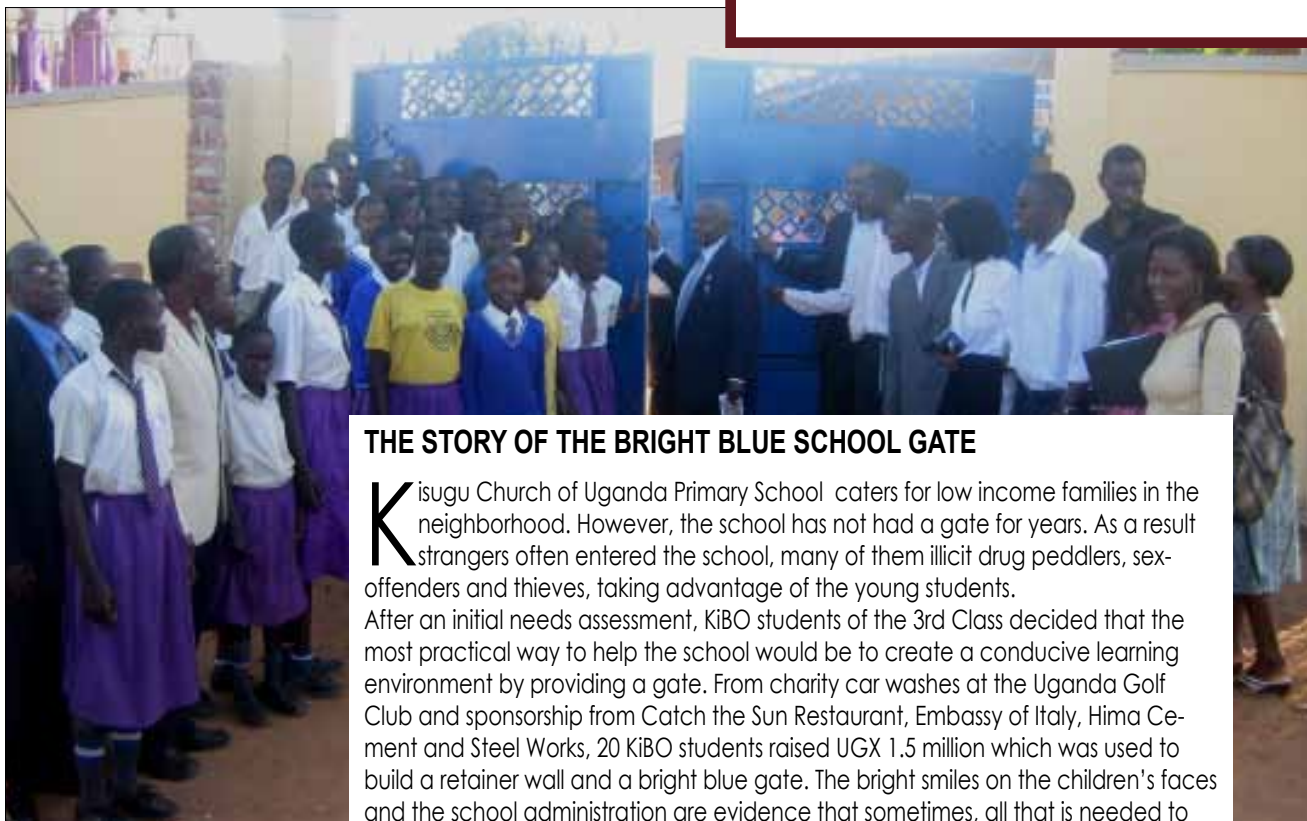 THE STORY OF THE BRIGHT BLUE SCHOOL GATE
Kisugu Church of Uganda Primary School caters for low income families in the
neighborhood. However, the school has not had a gate for years. As a result
strangers often entered the school, many of them illicit drug peddlers, sex-
offenders and thieves, taking advantage of the young students.
After an initial needs assessment, KiBO students of the 3rd Class decided that the
most practical way to help the school would be to create a conducive learning
environment by providing a gate. From charity car washes at the Uganda Golf
Club and sponsorship from Catch the Sun Restaurant, Embassy of Italy, Hima Ce-
ment and Steel Works, 20 KiBO students raised UGX 1.5 million which was used to
build a retainer wall and a bright blue gate. The bright smiles on the children’s faces
and the school administration are evidence that sometimes, all that is needed to